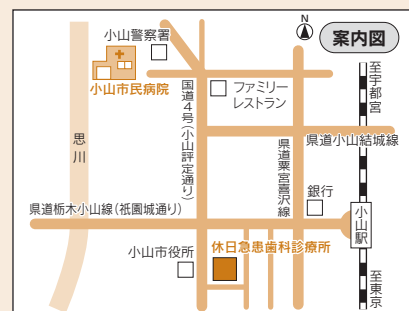 N
案内図
小山警察署
小山市民病院
国道4号(小山評定通り)
ファミリー
レストラン
至宇都宮
思川
県道小山結城線
県道粟宮喜沢線
銀行
県道栃木小山線(祇園城通り)
小山駅
小山市役所
休日急患歯科診療所
至東京